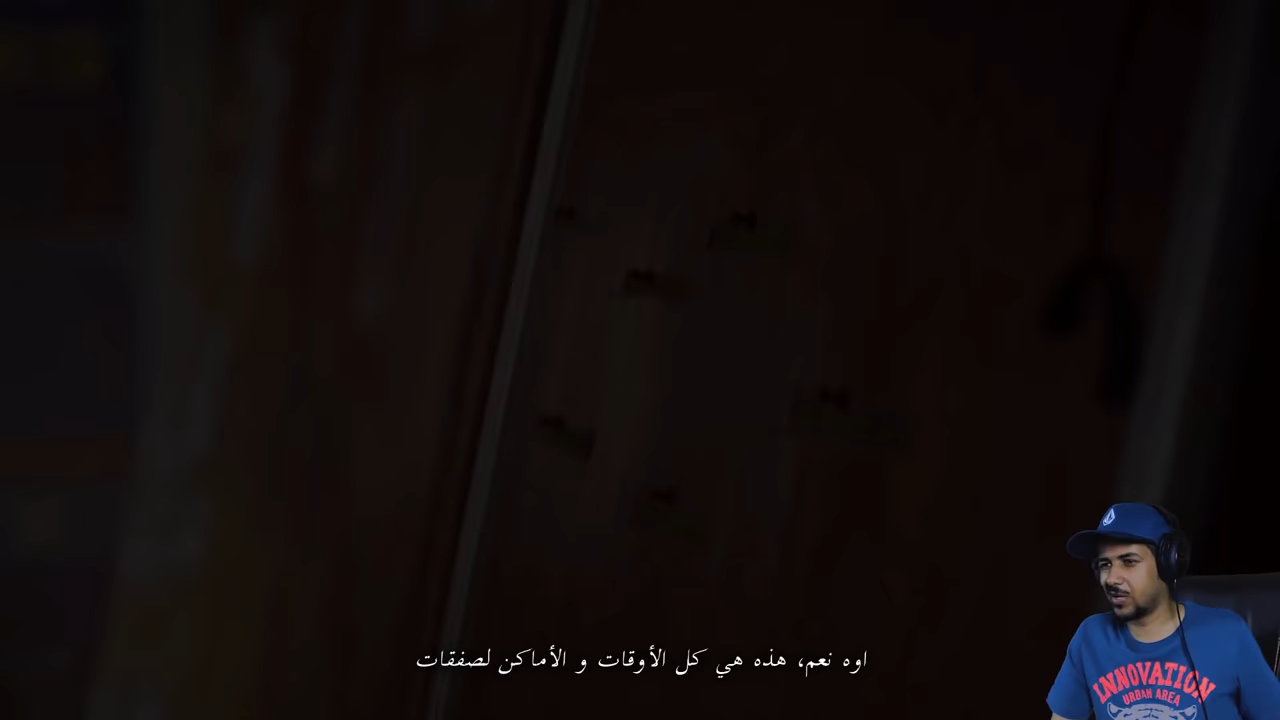 اوه نعم، هذه هي كل الأوقات و الأماكن لصفقات
INNOVATION
URBAN AREA